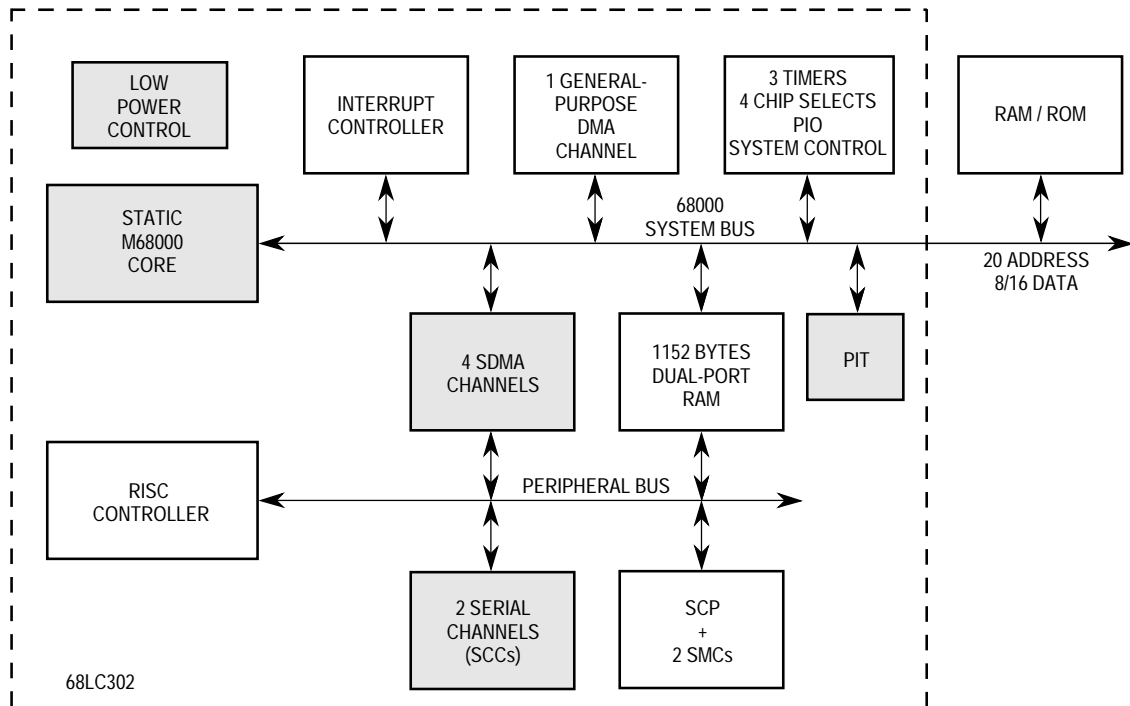 LOW
POWER
CONTROL
INTERRUPT
CONTROLLER
1 GENERAL-
PURPOSE
DMA
CHANNEL
3 TIMERS
4 CHIP SELECTS
PIO
SYSTEM CONTROL
RAM / ROM
STATIC
M68000
CORE
68000
SYSTEM BUS
20 ADDRESS
8/16 DATA
4 SDMA
CHANNELS
1152 BYTES
DUAL-PORT
RAM
PIT
RISC
CONTROLLER
PERIPHERAL BUS
2 SERIAL
CHANNELS
(SCCs)
SCP
+
2 SMCs
68LC302